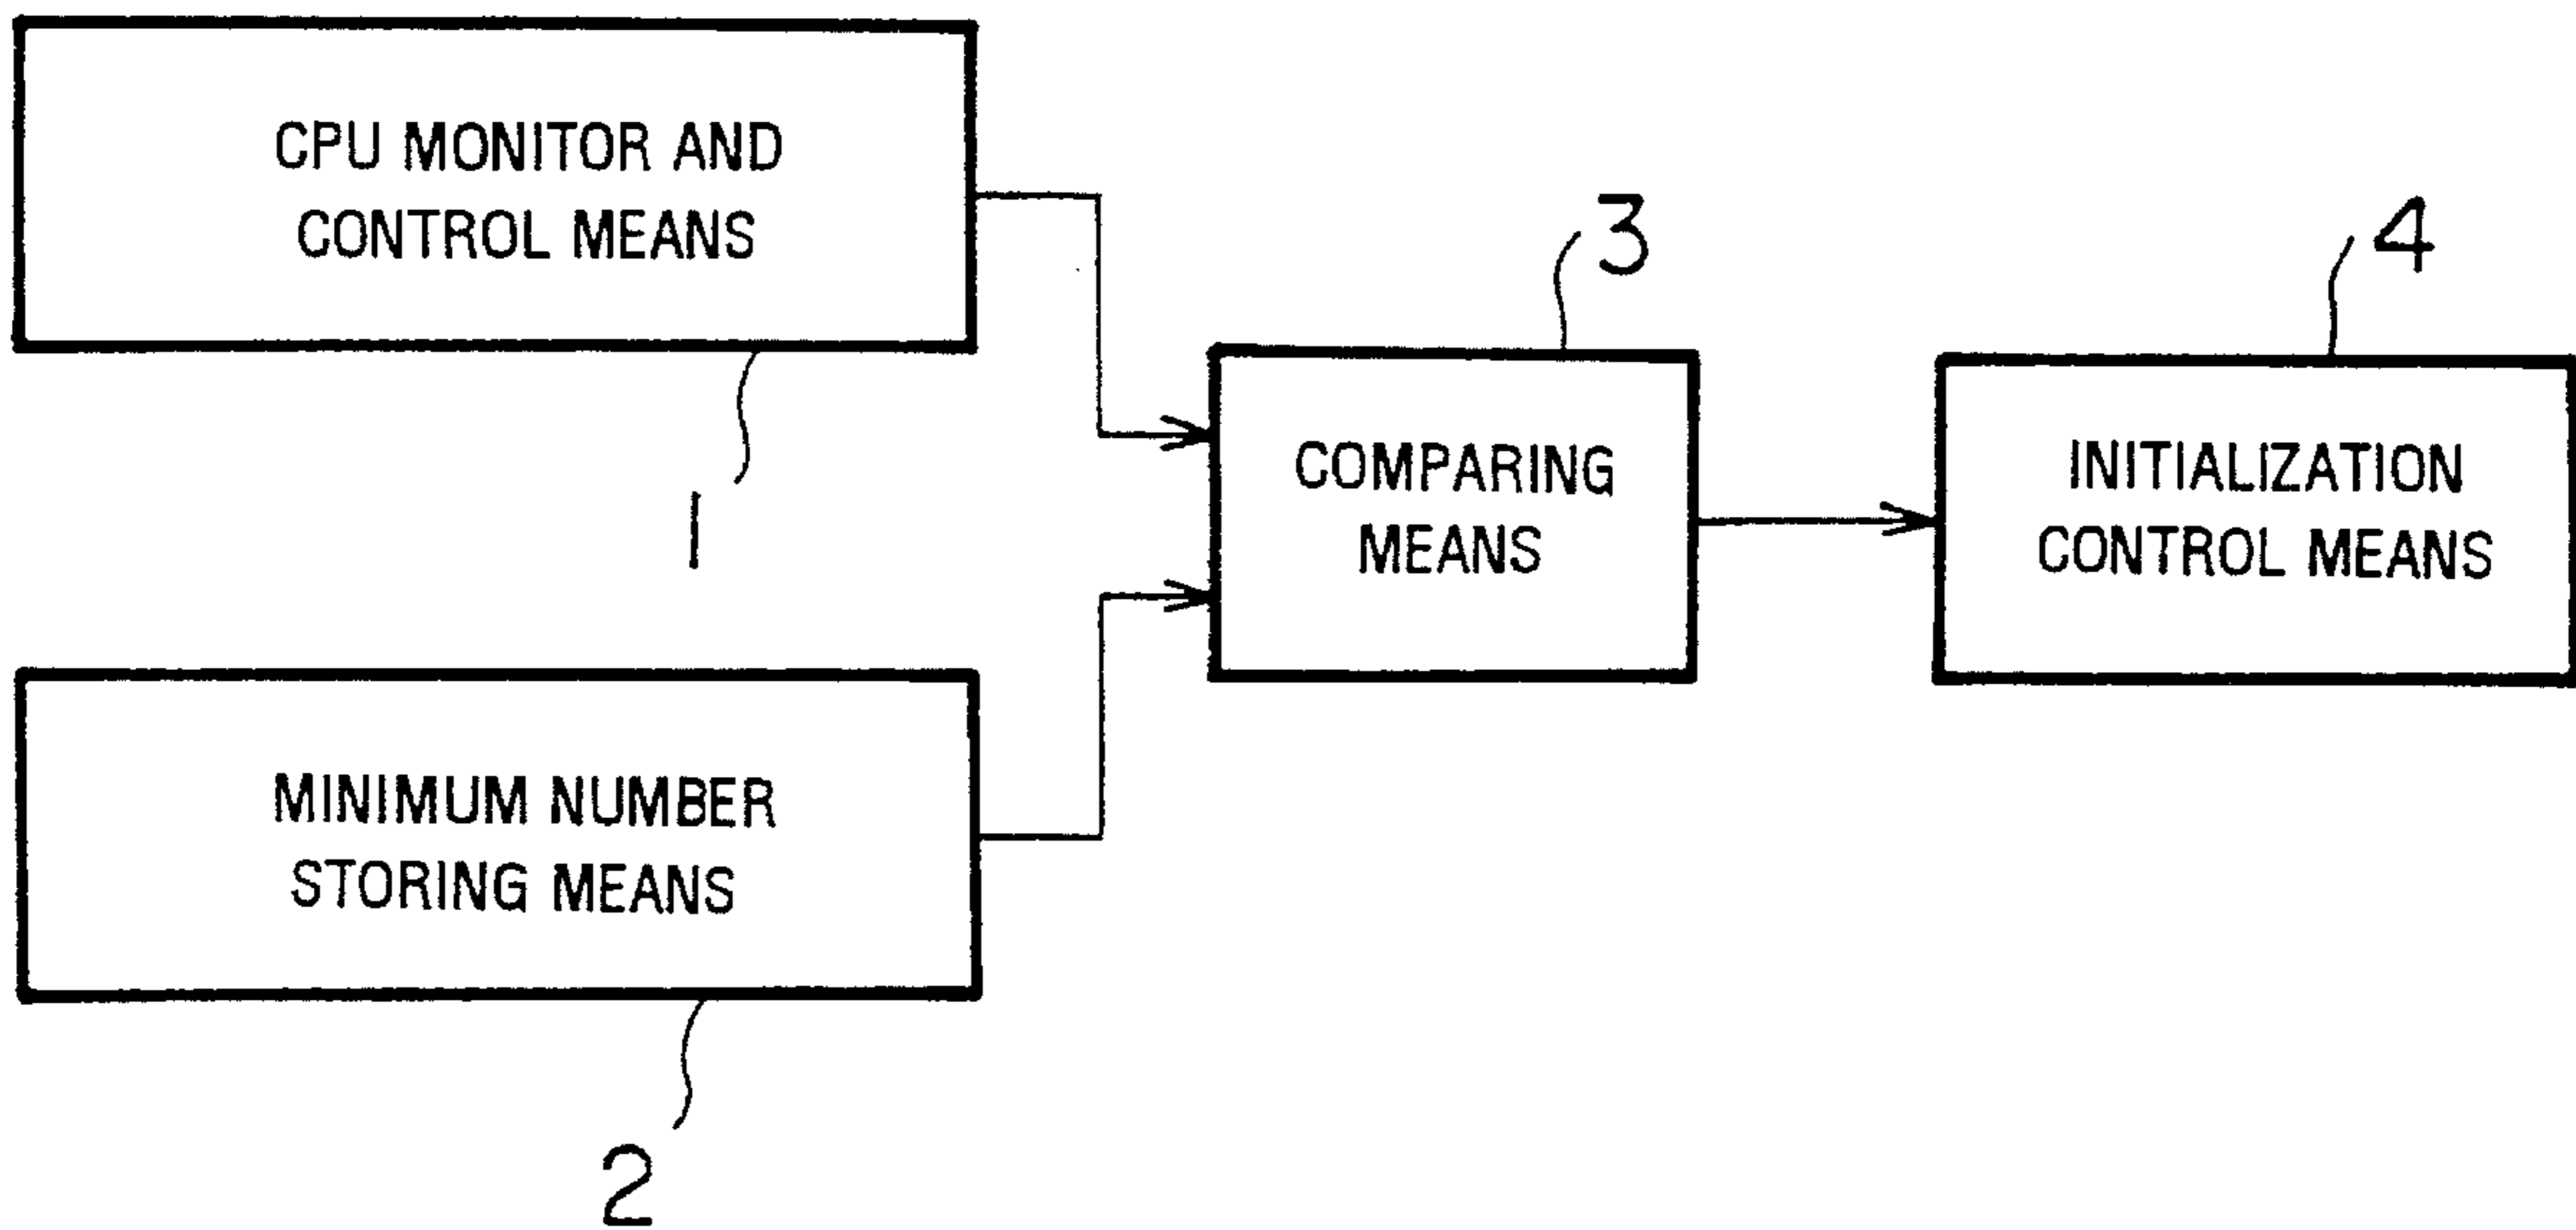 CPU MONITOR AND
CONTROL MEANS
1
MINIMUM NUMBER
STORING MEANS
2
3
COMPARING
MEANS
4
INITIALIZATION
CONTROL MEANS